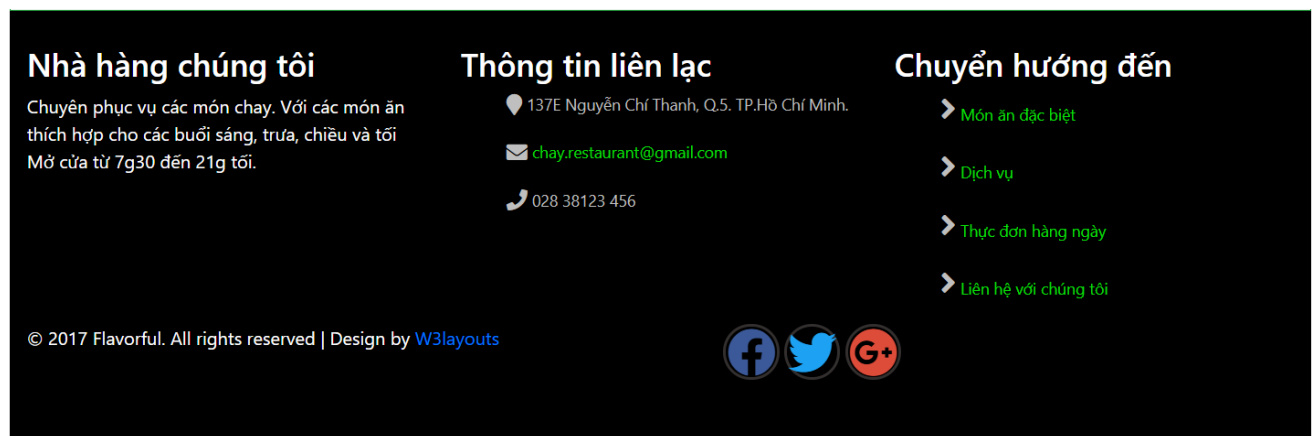 Nhà hàng chúng tôi
Chuyên phục vụ các món chay. Với các món ăn
thích hợp cho các buổi sáng, trưa, chiều và tối
Mở cửa từ 7g30 đến 21g tối.
Thông tin liên lạc
137E Nguyễn Chí Thanh, Q.5. TP.Hồ Chí Minh.
chay.restaurant@gmail.com
028 38123 456
Chuyển hướng đến
Món ăn đặc biệt
Dịch vụ
Thực đơn hàng ngày
Liên hệ với chúng tôi
© 2017 Flavorful. All rights reserved | Design by W3layouts
G+